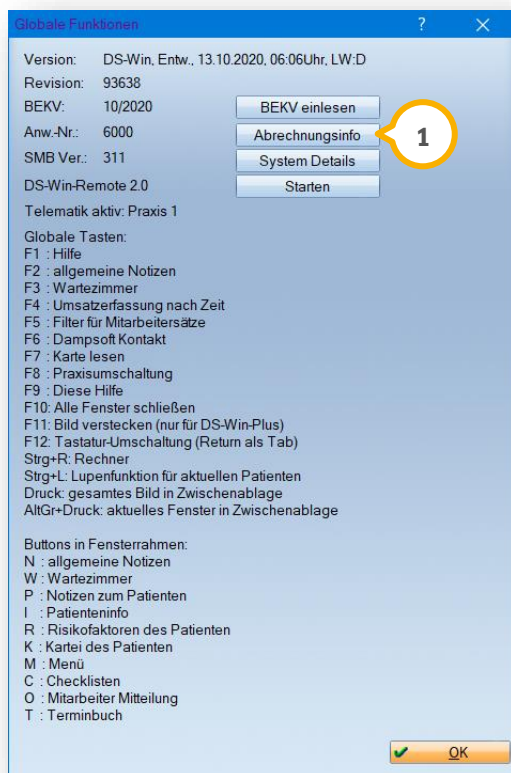 Globale Funktionen ?
Version: DS-Win, Entw., 13.10.2020, 06:06Uhr, LW:D
Revision: 93638
BEKV: 10/2020 BEKV einlesen
Anw.-Nr.: 6000 Abrechnungsinfo 1
SMB Ver.: 311 System Details
DS-Win-Remote 2.0 Starten
Telematik aktiv: Praxis 1
Globale Tasten:
F1 : Hilfe
F2 : allgemeine Notizen
F3 : Wartezimmer
F4 : Umsatzerfassung nach Zeit
F5 : Filter für Mitarbeitersätze
F6 : Dampsoft Kontakt
F7 : Karte lesen
F8 : Praxisumschaltung
F9 : Diese Hilfe
F10: Alle Fenster schließen
F11: Bild verstecken (nur für DS-Win-Plus)
F12: Tastatur-Umschaltung (Return als Tab)
Strg+R: Rechner
Strg+L: Lupenfunktion für aktuellen Patienten
Druck: gesamtes Bild in Zwischenablage
AltGr+Druck: aktuelles Fenster in Zwischenablage
Buttons in Fensterrahmen:
N : allgemeine Notizen
W : Wartezimmer
P : Notizen zum Patienten
I : Patienteninfo
R : Risikofaktoren des Patienten
K : Kartei des Patienten
M : Menü
C : Checklisten
O : Mitarbeiter Mitteilung
T : Terminbuch
OK